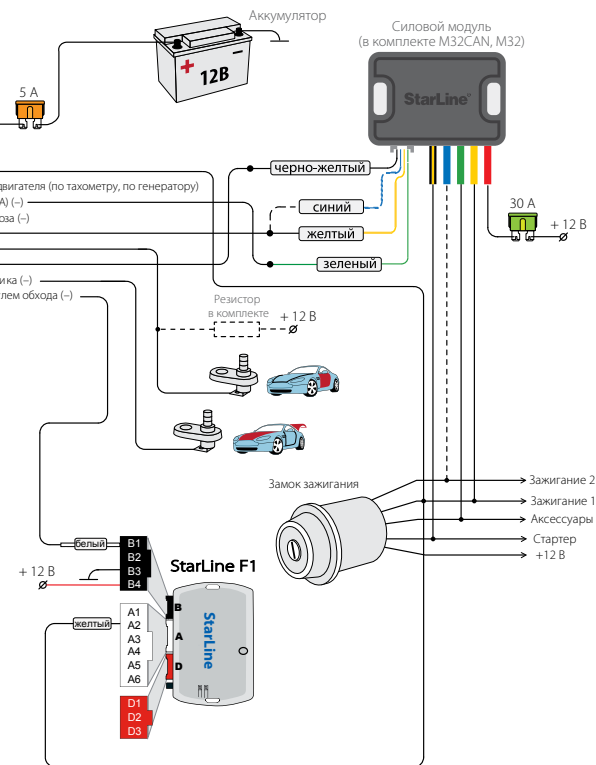 Аккумулятор
Силовой модуль
(в комплекте M32CAN, M32)
5 А
12В
StarLine®
черно-желтый
двигателя (по тахометру, по генератору)
А) (–)
синий
оза (–)
30 А
+ 12 В
желтый
зеленый
ика (–)
лем обхода (–)
Резистор
в комплекте
+ 12 В
Замок зажигания
Зажигание 2
Зажигание 1
Аксессуары
Стартер
+12 В
белый
B1
B2
B3
B4
+ 12 В
StarLine F1
желтый
A1
A2
A3
A4
A5
A6
B
A
D
StarLine
D1
D2
D3